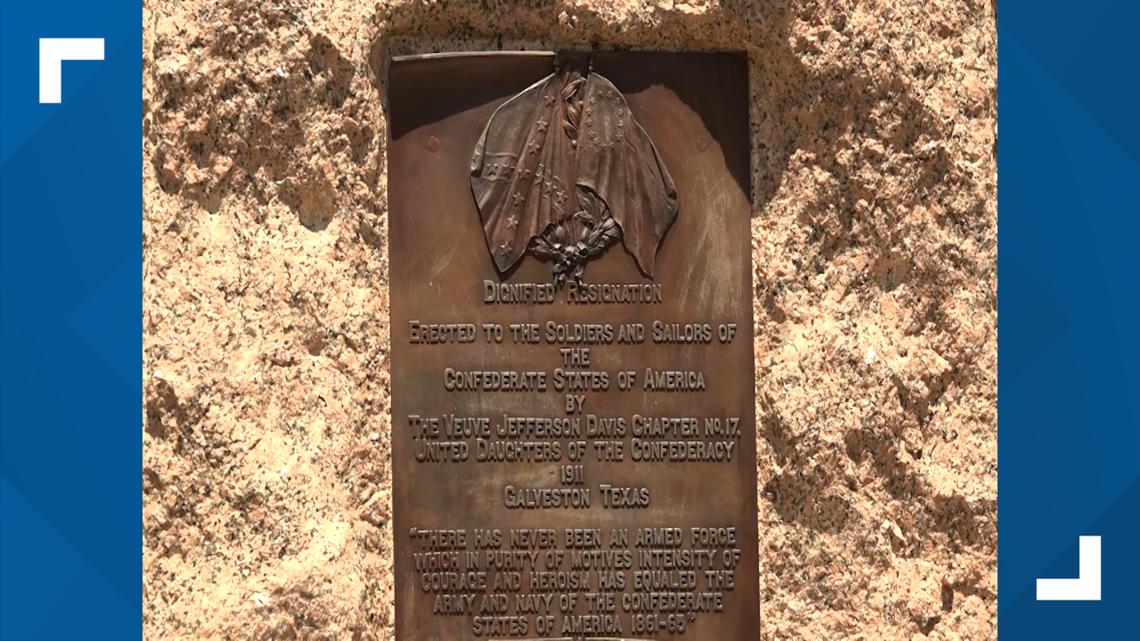 DIGNIFIED RESIGNATION
ERECTED TO THE SOLDIERS AND SAILORS OF
THE
CONFEDERATE STATES OF AMERICA
BY
THE VEUVE JEFFERSON DAVIS CHAPTER NO. 17.
UNITED DAUGHTERS OF THE CONFEDERACY
1911
GALVESTON TEXAS
"THERE HAS NEVER BEEN AN ARMED FORCE
WHICH IN PURITY OF MOTIVES INTENSITY OF
COURAGE AND HEROISM HAS EQUALED THE
ARMY AND NAVY OF THE CONFEDERATE
STATES OF AMERICA 1861-65"